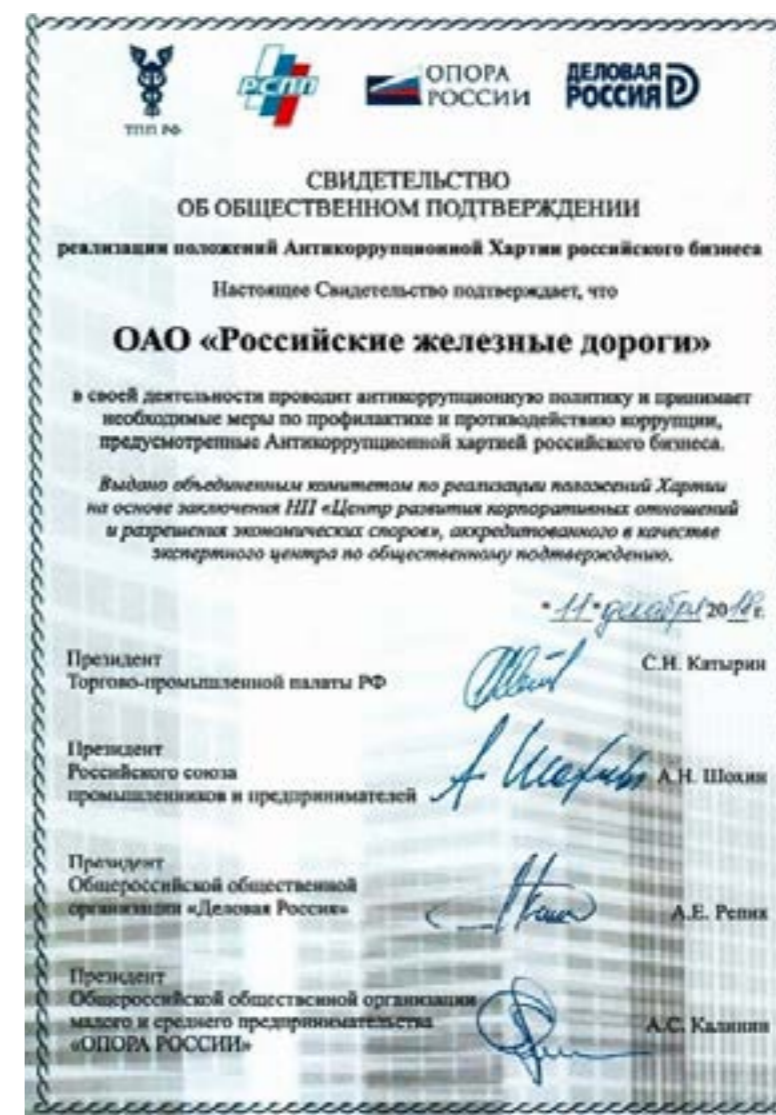 ТПП РФ
РСПП
ОПОРА
РОССИИ
ДЕЛОВАЯ
РОССИЯ
СВИДЕТЕЛЬСТВО
ОБ ОБЩЕСТВЕННОМ ПОДТВЕРЖДЕНИИ
реализации положений Антикоррупционной Хартии российского бизнеса
Настоящее Свидетельство подтверждает, что
ОАО «Российские железные дороги»
в своей деятельности проводит антикоррупционную политику и принимает
необходимые меры по профилактике и противодействию коррупции,
предусмотренные Антикоррупционной хартией российского бизнеса.
Выдано объединенным комитетом по реализации положений Хартии
на основе заключения НП «Центр развития корпоративных отношений
и разрешения экономических споров», аккредитованного в качестве
экспертного центра по общественному подтверждению.
"11" декабря 2018 г.
Президент
Торгово-промышленной палаты РФ
С.Н. Катырин
Президент
Российского союза
промышленников и предпринимателей
А.Н. Шохин
Президент
Общероссийской общественной
организации «Деловая Россия»
А.Е. Репик
Президент
Общероссийской общественной организации
малого и среднего предпринимательства
«ОПОРА РОССИИ»
А.С. Калинин